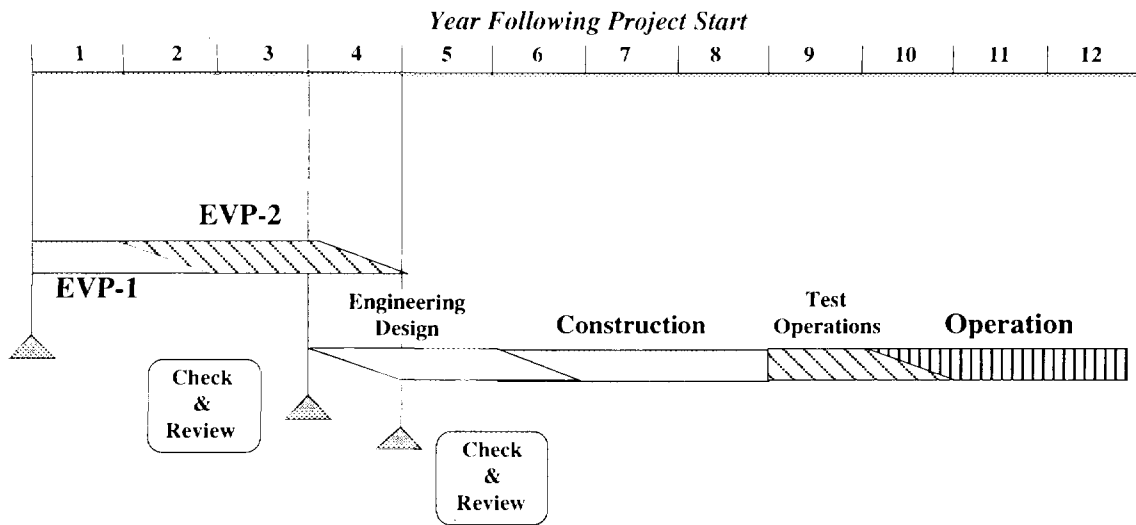 Year Following Project Start
1 2 3 4 5 6 7 8 9 10 11 12
EVP-2
EVP-1
Engineering
Design
Construction
Test
Operations
Operation
Check
&
Review
Check
&
Review